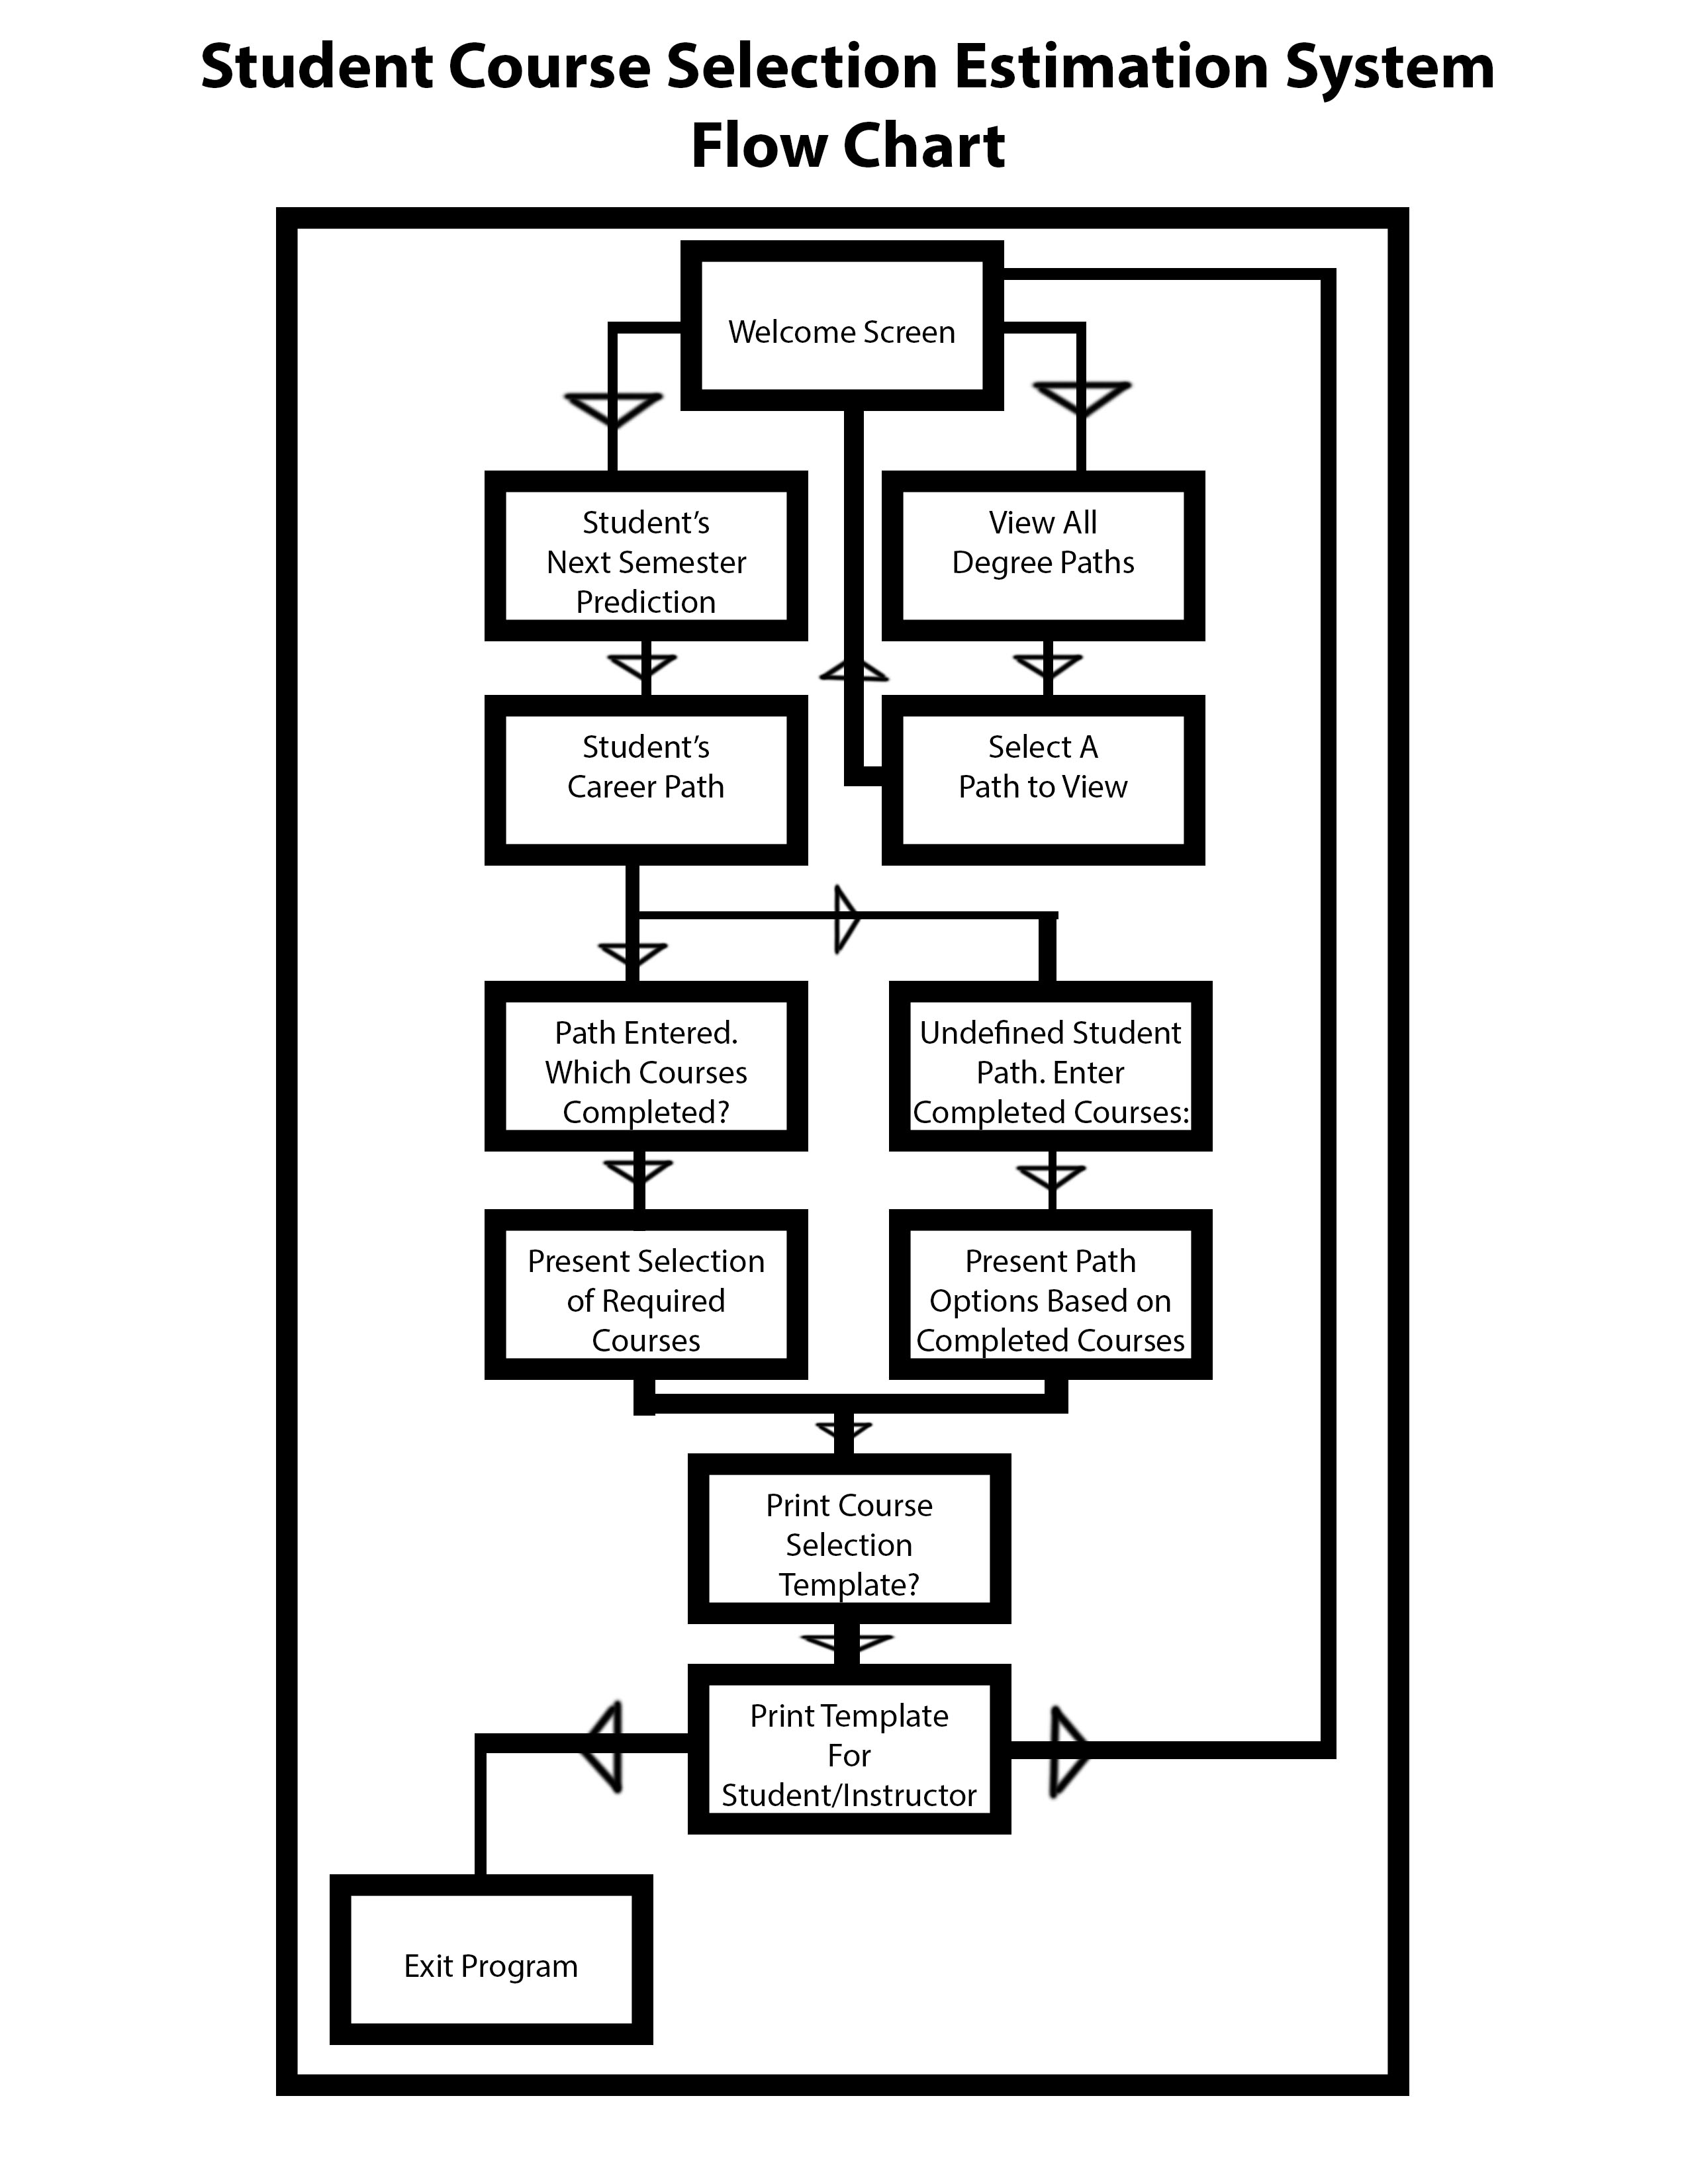 Student Course Selection Estimation System
Flow Chart
Welcome Screen
Student’s
Next Semester
Prediction
View All
Degree Paths
Student’s
Career Path
Select A
Path to View
Path Entered.
Which Courses
Completed?
Undefined Student
Path. Enter
Completed Courses:
Present Selection
of Required
Courses
Present Path
Options Based on
Completed Courses
Print Course
Selection
Template?
Print Template
For
Student/Instructor
Exit Program